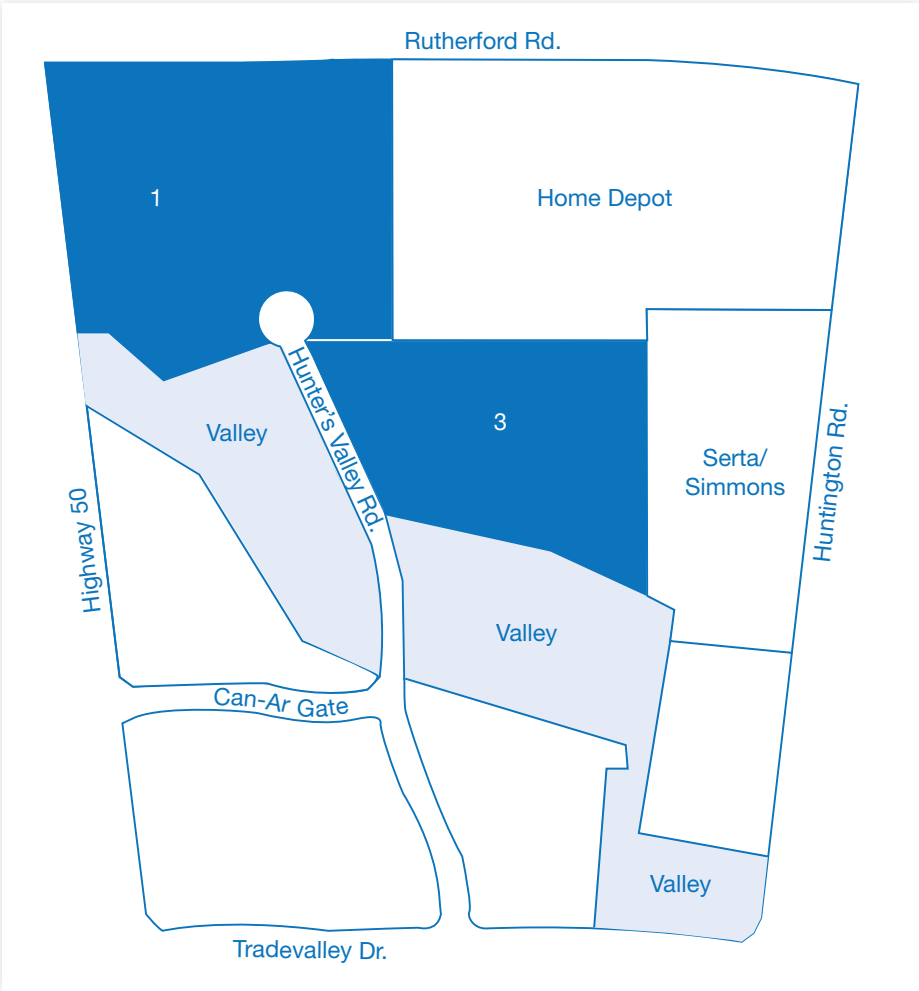 Rutherford Rd.
1
Home Depot
Hunter's Valley Rd.
3
Valley
Serta/
Simmons
Huntington Rd.
Highway 50
Valley
Can-Ar Gate
Valley
Tradevalley Dr.